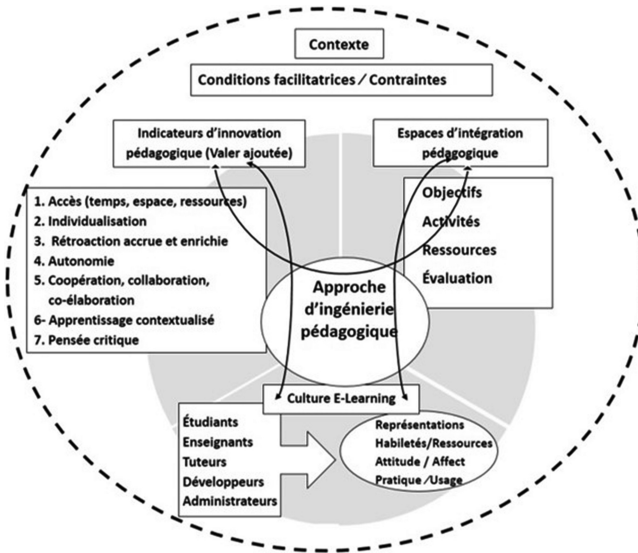 Contexte
Conditions facilitatrices / Contraintes
Indicateurs d'innovation
pédagogique (Valer ajoutée)
Espaces d'intégration
pédagogique
1. Accès (temps, espace, ressources)
2. Individualisation
3. Rétroaction accrue et enrichie
4. Autonomie
5. Coopération, collaboration,
co-élaboration
6- Apprentissage contextualisé
7. Pensée critique
Objectifs
Activités
Ressources
Évaluation
Approche
d'ingénierie
pédagogique
Culture E-Learning
Étudiants
Enseignants
Tuteurs
Développeurs
Administrateurs
Représentations
Habiletés/Ressources
Attitude / Affect
Pratique /Usage